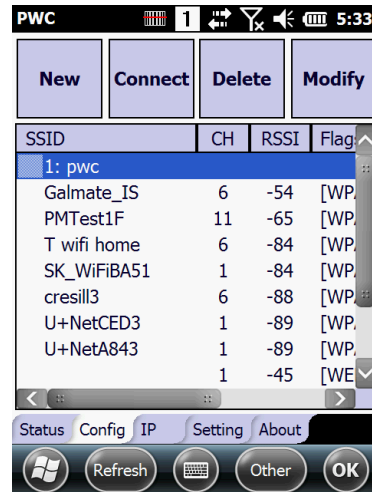 PWC 1 5:33
New Connect Delete Modify
SSID CH RSSI Flag
1: pwc
Galmate_IS 6 -54 [WP
PMTest1F 11 -65 [WP
T wifi home 6 -84 [WP
SK_WiFiBA51 1 -84 [WP
cresill3 6 -88 [WP
U+NetCED3 1 -89 [WP
U+NetA843 1 -89 [WP
1 -45 [WE
Status Config IP Setting About
Refresh Other OK